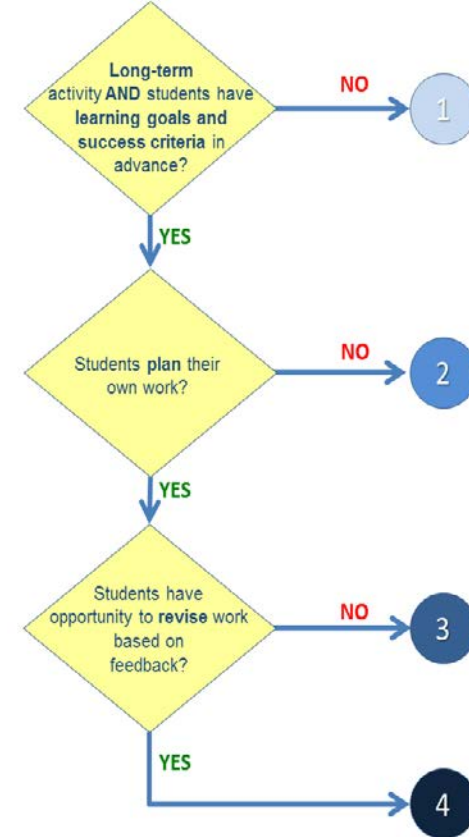 Long-term
activity AND students have
learning goals and
success criteria in
advance?
NO
1
YES
Students plan their
own work?
NO
2
YES
Students have
opportunity to revise work
based on
feedback?
NO
3
YES
4